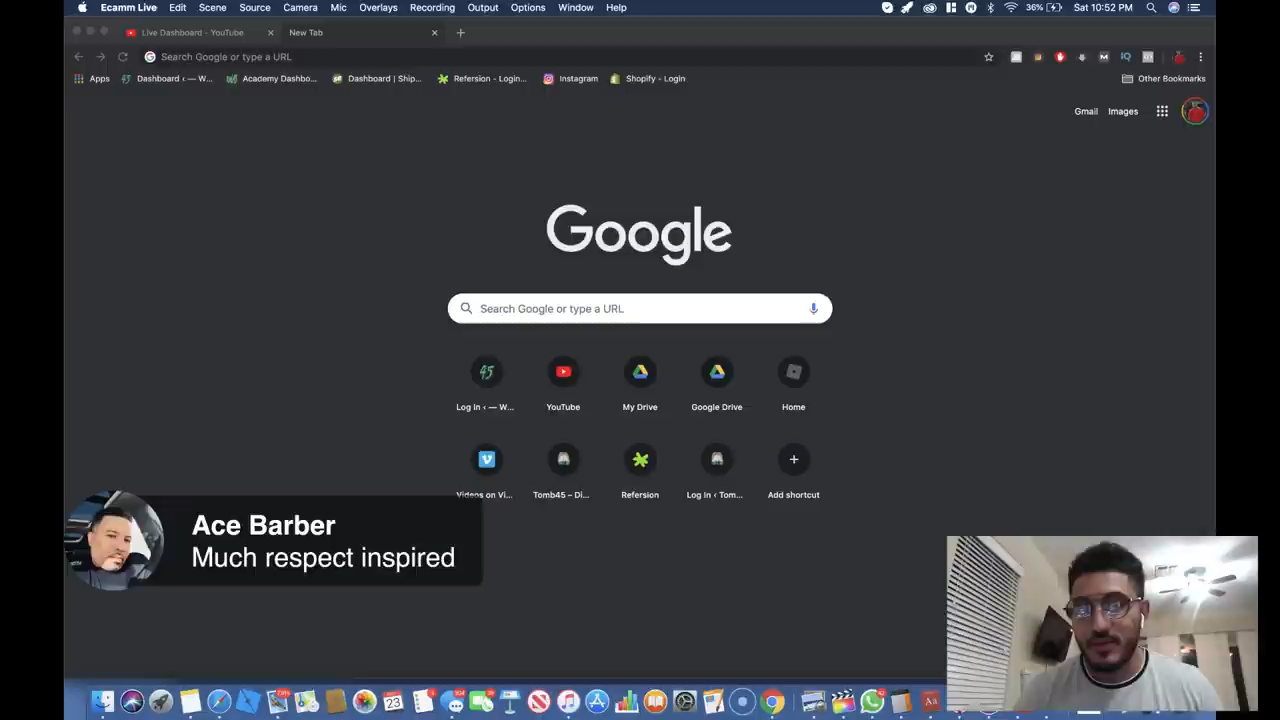 Ecamm Live Edit Scene Source Camera Mic Overlays Recording Output Options Window Help 36% Sat 10:52 PM
Live Dashboard - YouTube New Tab
Search Google or type a URL
Apps Dashboard ‹ — W... Academy Dashbo... Dashboard | Ship... Refersion - Login... Instagram Shopify - Login Other Bookmarks
Gmail Images
Google
Search Google or type a URL
45
Log In ‹ — W... YouTube My Drive Google Drive Home
Videos on Vi... Tomb45 – Di... Refersion Log In ‹ Tom... Add shortcut
Ace Barber
Much respect inspired
23